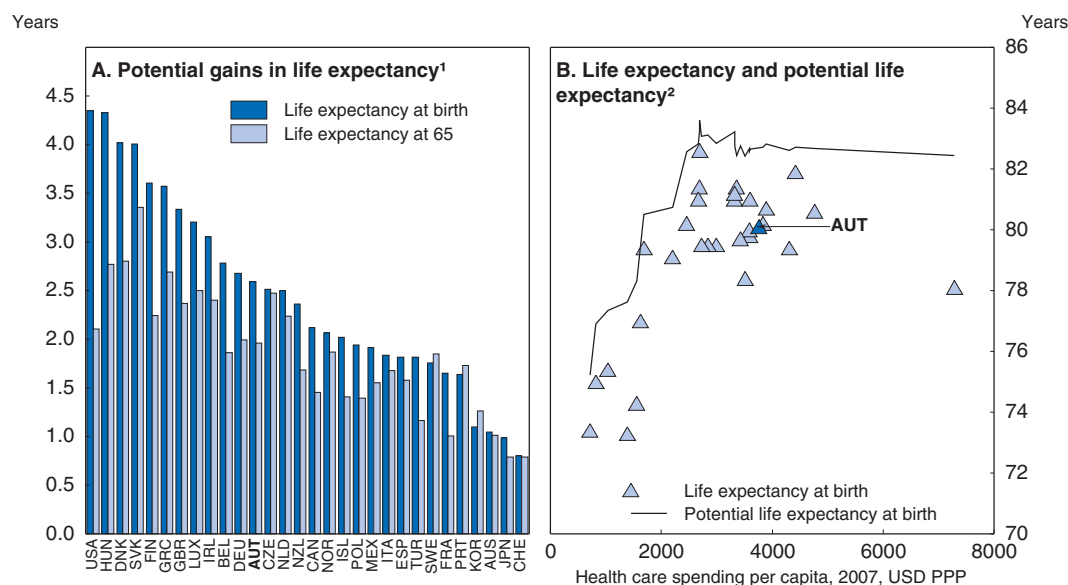 Years
Years
A. Potential gains in life expectancy¹
Life expectancy at birth
Life expectancy at 65
4.5
4.0
3.5
3.0
2.5
2.0
1.5
1.0
0.5
0.0
USA
HUN
DNK
SVK
FIN
GRC
GBR
LUX
IRL
BEL
DEU
AUT
CZE
NLD
NZL
CAN
NOR
ISL
POL
MEX
ITA
ESP
TUR
SWE
FRA
PRT
KOR
AUS
JPN
CHE
B. Life expectancy and potential life
expectancy²
86
84
82
80
78
76
74
72
70
AUT
Life expectancy at birth
Potential life expectancy at birth
0
2000
4000
6000
8000
Health care spending per capita, 2007, USD PPP